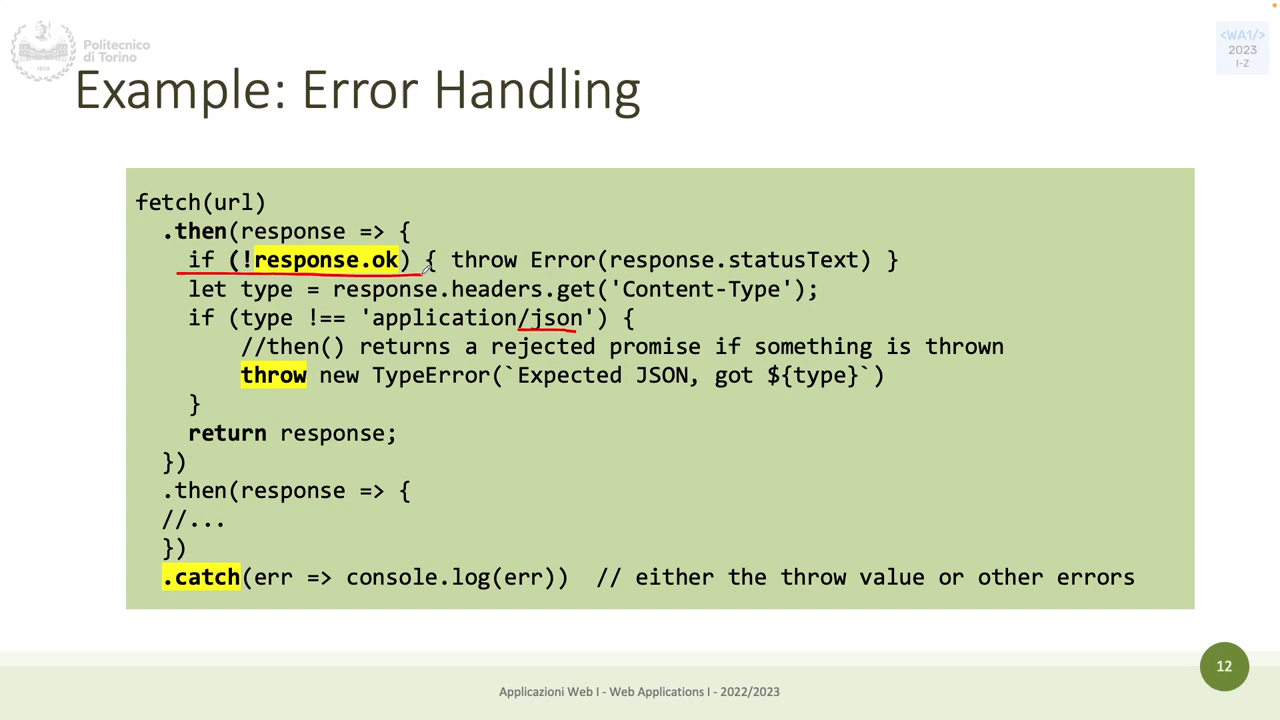 Politecnico
di Torino
1859
<WA1/>
2023
I-Z
Example: Error Handling
fetch(url)
  .then(response => {
    if (!response.ok) { throw Error(response.statusText) }
    let type = response.headers.get('Content-Type');
    if (type !== 'application/json') {
        //then() returns a rejected promise if something is thrown
        throw new TypeError(`Expected JSON, got ${type}`)
    }
    return response;
  })
  .then(response => {
  //...
  })
  .catch(err => console.log(err))  // either the throw value or other errors
12
Applicazioni Web I - Web Applications I - 2022/2023